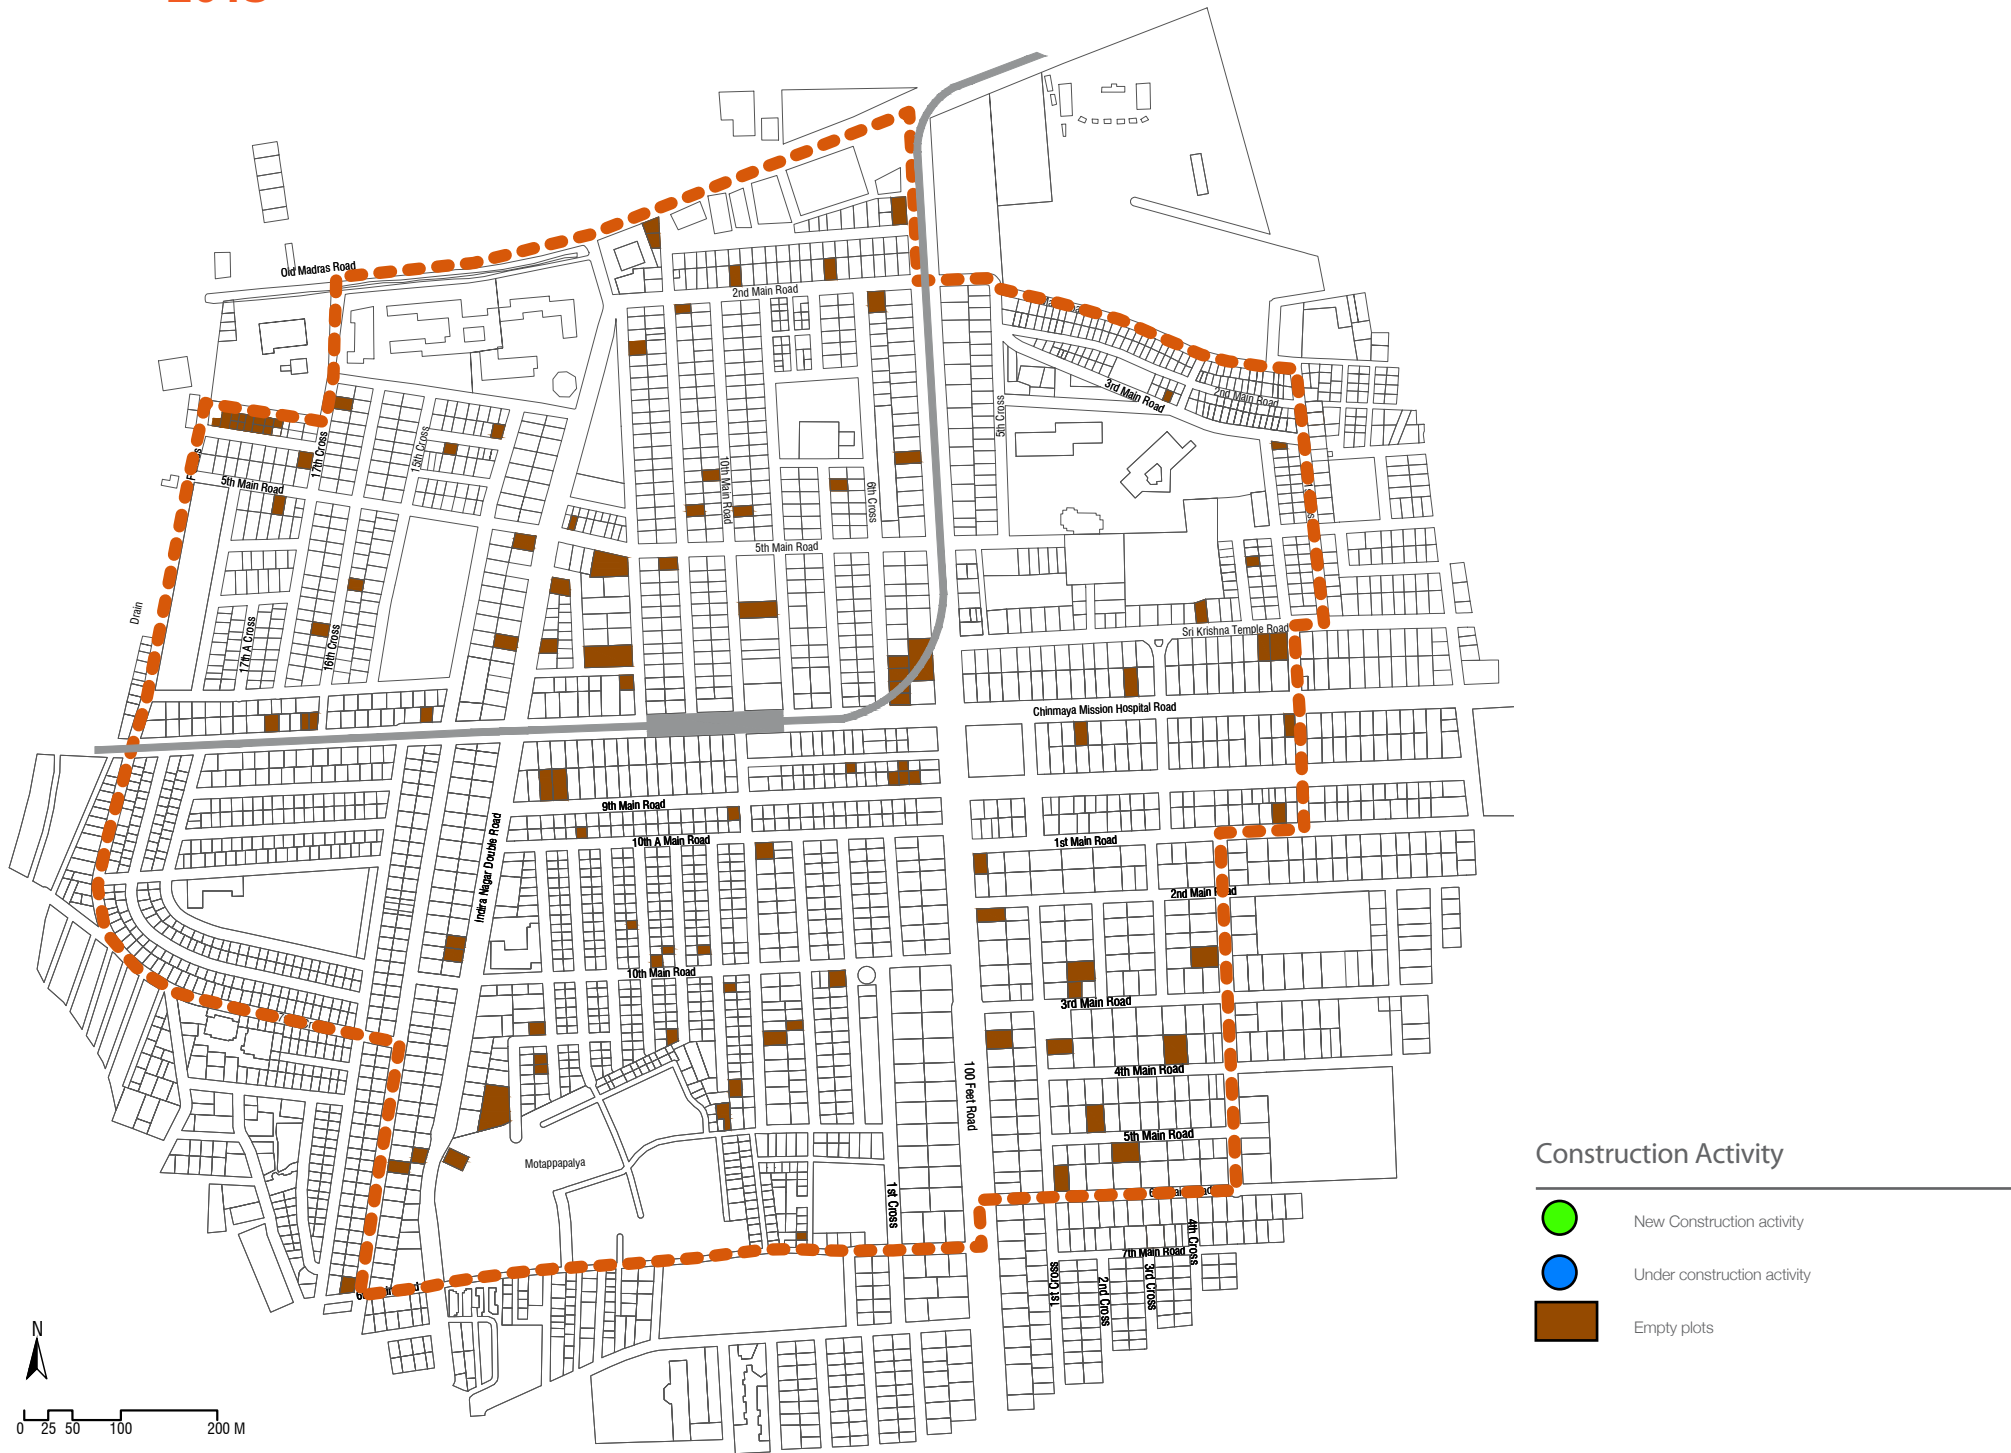 Old Madras Road
2nd Main Road
3rd Main Road
2nd Main Road
5th Cross
17th Cross
15th Cross
10th Main Road
6th Cross
5th Main Road
5th Main Road
Drain
17th A Cross
16th Cross
Sri Krishna Temple Road
Chinmaya Mission Hospital Road
9th Main Road
10th A Main Road
1st Main Road
Indira Nagar Double Road
2nd Main Road
10th Main Road
3rd Main Road
4th Main Road
100 Feet Road
5th Main Road
Motappapalya
1st Cross
4th Cross
7th Main Road
1st Cross
2nd Cross
3rd Cross
Construction Activity
New Construction activity
Under construction activity
Empty plots
N
0 25 50 100 200 M